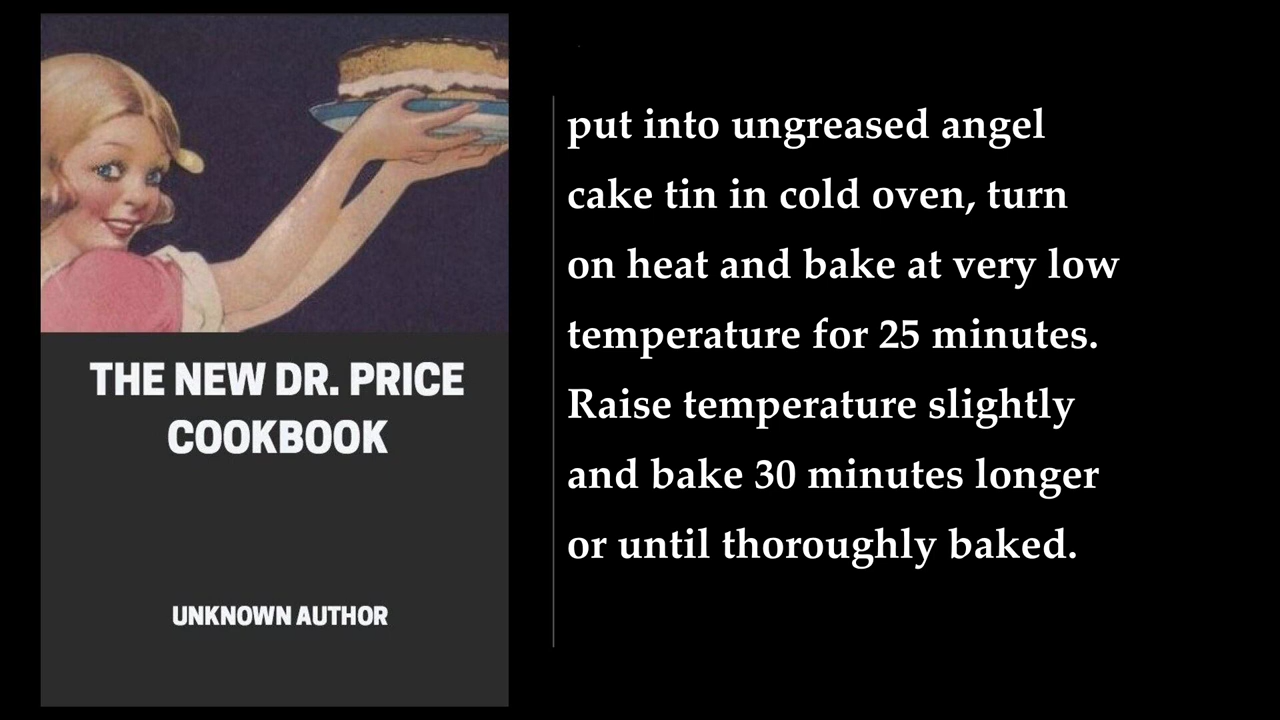 THE NEW DR. PRICE
COOKBOOK
UNKNOWN AUTHOR
put into ungreased angel
cake tin in cold oven, turn
on heat and bake at very low
temperature for 25 minutes.
Raise temperature slightly
and bake 30 minutes longer
or until thoroughly baked.